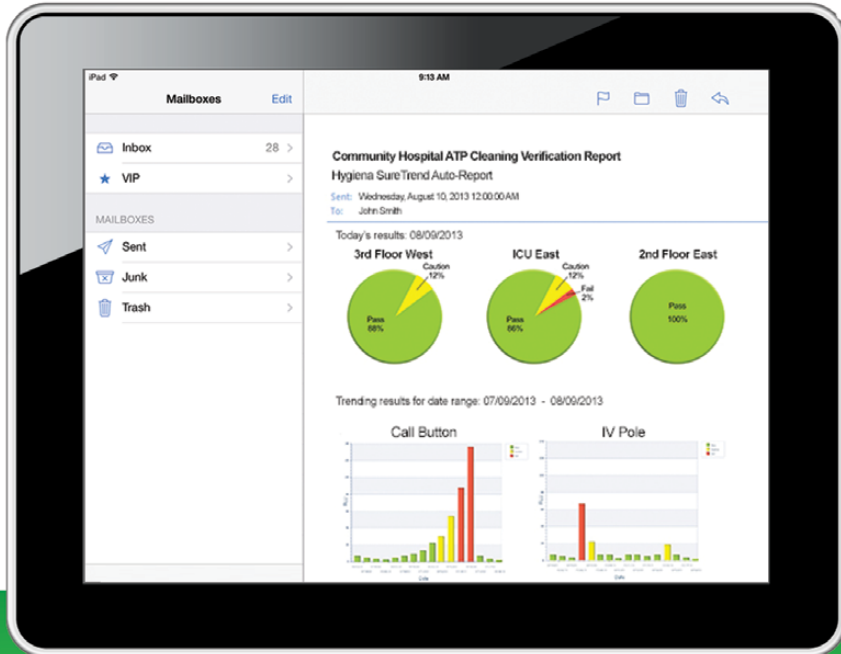 iPad
9:13 AM
Mailboxes
Edit
Inbox
28
VIP
MAILBOXES
Sent
Junk
Trash
Community Hospital ATP Cleaning Verification Report
Hygiena SureTrend Auto-Report
Sent: Wednesday, August 10, 2013 12:00:00AM
To: John Smith
Today's results: 08/09/2013
3rd Floor West
Caution
12%
Pass
88%
ICU East
Caution
12%
Fail
2%
Pass
86%
2nd Floor East
Pass
100%
Trending results for date range: 07/09/2013 - 08/09/2013
Call Button
IV Pole
Date
Date